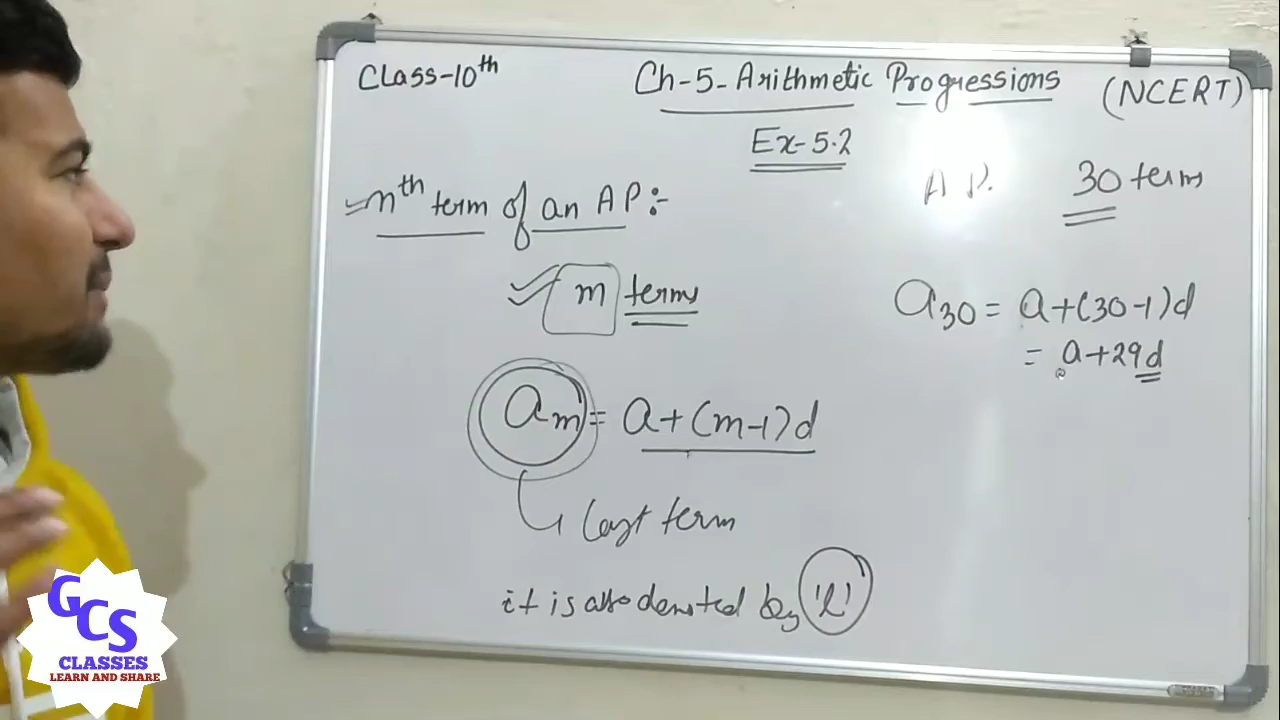 Class-10th
Ch-5-Arithmetic Progressions (NCERT)
Ex-5.2
nth term of an AP:-
A P.
30 term
n terms
a30 = a+(30-1)d
= a+29d
an = a+(n-1)d
Last term
it is also denoted by 'l'
GCS
CLASSES
LEARN AND SHARE